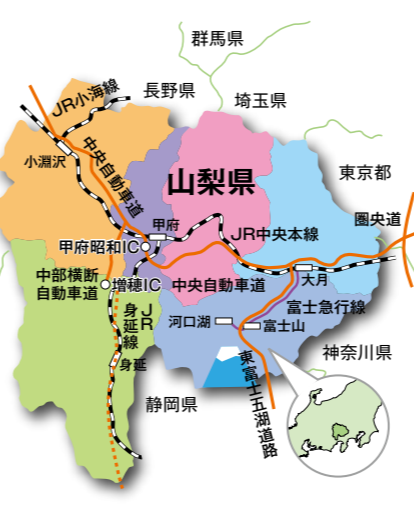 群馬県
長野県
埼玉県
JR小海線
小淵沢
中央自動車道
山梨県
東京都
圏央道
甲府
甲府昭和IC
JR中央本線
中部横断
自動車道
増穂IC
中央自動車道
大月
富士急行線
JR
身延線
河口湖
富士山
身延
神奈川県
静岡県
東富士五湖道路